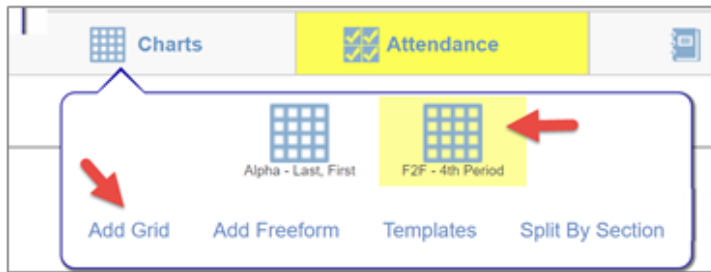 Charts Attendance
Alpha - Last, First F2F - 4th Period
Add Grid Add Freeform Templates Split By Section